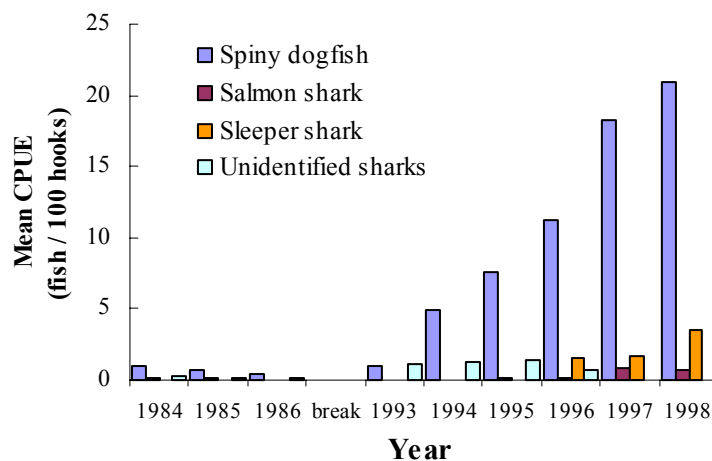 25
20
15
10
5
0
Mean CPUE
(fish / 100 hooks)
Spiny dogfish
Salmon shark
Sleeper shark
Unidentified sharks
1984 1985 1986 break 1993 1994 1995 1996 1997 1998
Year